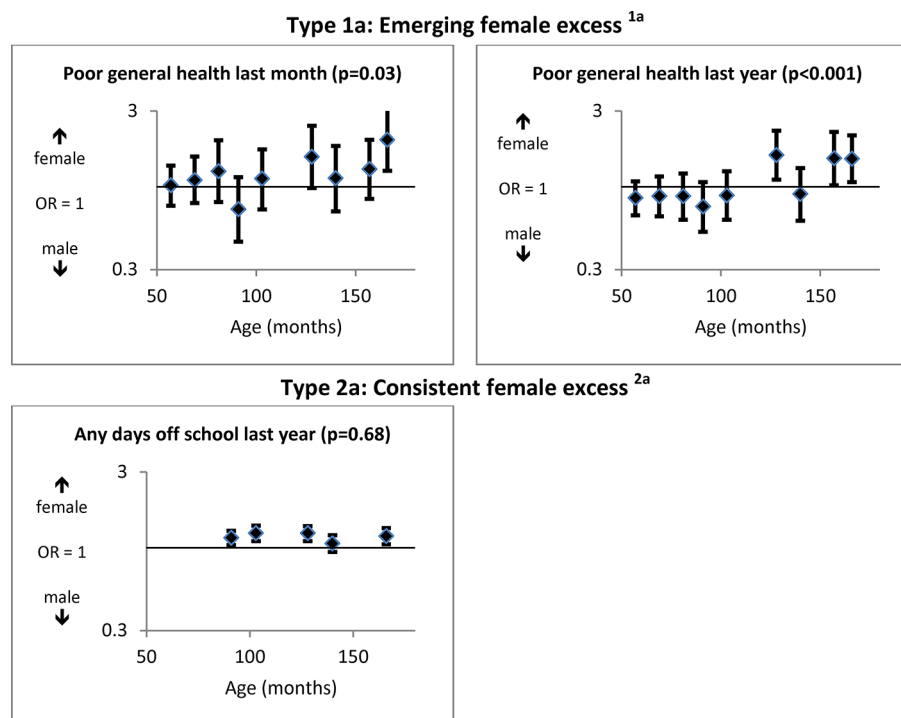 Type 1a: Emerging female excess 1a
Poor general health last month (p=0.03)
3
female
OR = 1
male
0.3
50 100 150
Age (months)
Poor general health last year (p<0.001)
3
female
OR = 1
male
0.3
50 100 150
Age (months)
Type 2a: Consistent female excess 2a
Any days off school last year (p=0.68)
3
female
OR = 1
male
0.3
50 100 150
Age (months)